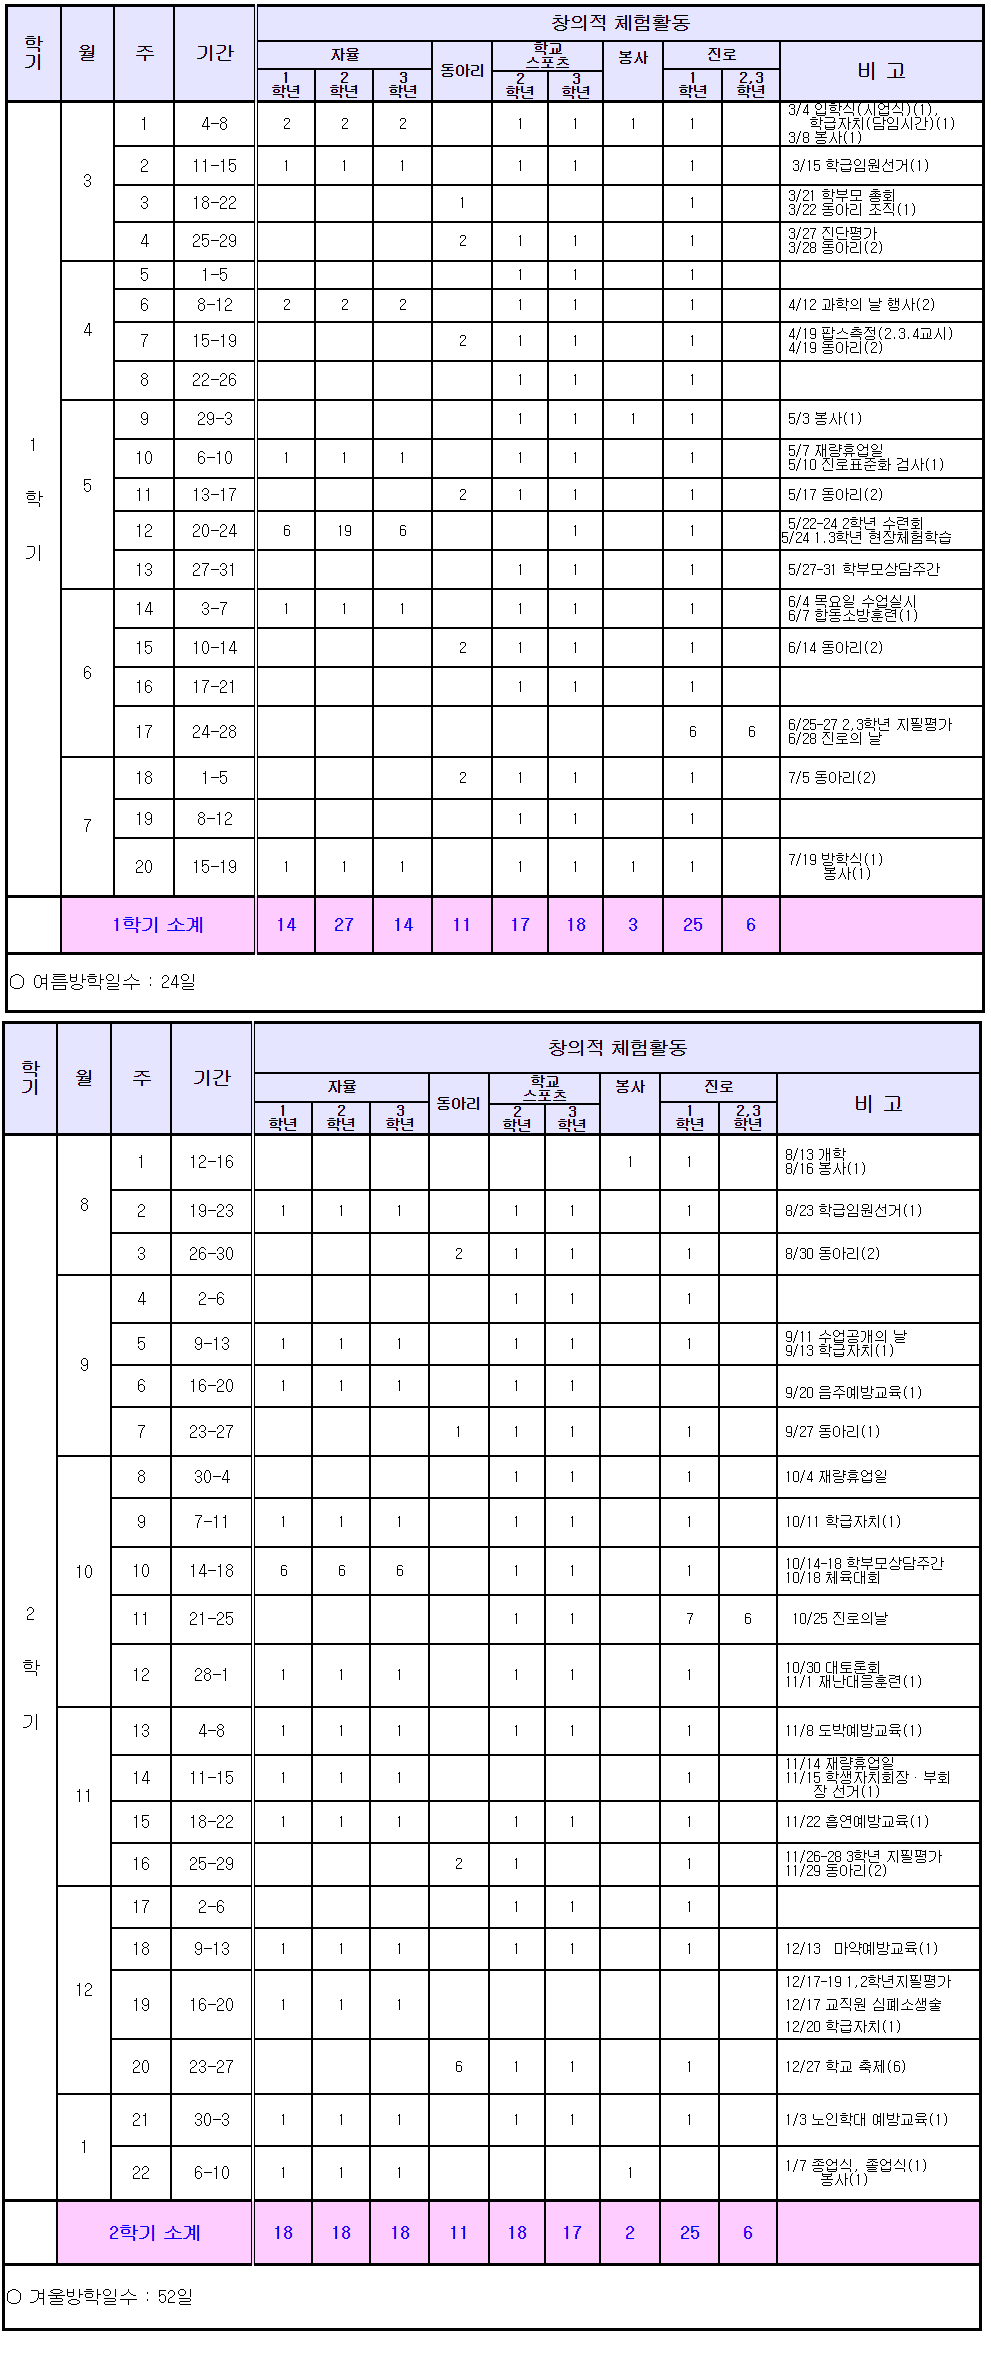 학기 월 주 기간 창의적 체험활동
자율 동아리 학교 스포츠 봉사 진로 비 고
1학년 2학년 3학년 2학년 3학년 1학년 2,3학년
1학기
3 1 4-8 2 2 2 1 1 1 1 3/4 입학식(시업식)(1),
학급자치(담임시간)(1)
3/8 봉사(1)
2 11-15 1 1 1 1 1 1 3/15 학급임원선거(1)
3 18-22 1 1 3/21 학부모 총회
3/22 동아리 조직(1)
4 25-29 2 1 1 1 3/27 진단평가
3/28 동아리(2)
4 5 1-5 1 1 1
6 8-12 2 2 2 1 1 1 4/12 과학의 날 행사(2)
7 15-19 2 1 1 1 4/19 팝스측정(2.3.4교시)
4/19 동아리(2)
8 22-26 1 1 1
5 9 29-3 1 1 1 1 5/3 봉사(1)
10 6-10 1 1 1 1 1 1 5/7 재량휴업일
5/10 진로표준화 검사(1)
11 13-17 2 1 1 1 5/17 동아리(2)
12 20-24 6 19 6 1 1 5/22-24 2학년 수련회
5/24 1.3학년 현장체험학습
13 27-31 1 1 1 5/27-31 학부모상담주간
6 14 3-7 1 1 1 1 1 1 6/4 목요일 수업실시
6/7 합동소방훈련(1)
15 10-14 2 1 1 1 6/14 동아리(2)
16 17-21 1 1 1
17 24-28 6 6 6/25-27 2,3학년 지필평가
6/28 진로의 날
7 18 1-5 2 1 1 1 7/5 동아리(2)
19 8-12 1 1 1
20 15-19 1 1 1 1 1 1 1 7/19 방학식(1)
봉사(1)
1학기 소계 14 27 14 11 17 18 3 25 6
○ 여름방학일수 : 24일
학기 월 주 기간 창의적 체험활동
자율 동아리 학교 스포츠 봉사 진로 비 고
1학년 2학년 3학년 2학년 3학년 1학년 2,3학년
2학기
8 1 12-16 1 1 8/13 개학
8/16 봉사(1)
2 19-23 1 1 1 1 1 1 8/23 학급임원선거(1)
3 26-30 2 1 1 1 8/30 동아리(2)
9 4 2-6 1 1 1
5 9-13 1 1 1 1 1 1 9/11 수업공개의 날
9/13 학급자치(1)
6 16-20 1 1 1 1 1 9/20 음주예방교육(1)
7 23-27 1 1 1 1 9/27 동아리(1)
10 8 30-4 1 1 1 10/4 재량휴업일
9 7-11 1 1 1 1 1 1 10/11 학급자치(1)
10 14-18 6 6 6 1 1 1 10/14-18 학부모상담주간
10/18 체육대회
11 21-25 1 1 7 6 10/25 진로의날
12 28-1 1 1 1 1 1 1 10/30 대토론회
11/1 재난대응훈련(1)
11 13 4-8 1 1 1 1 1 1 11/8 도박예방교육(1)
14 11-15 1 1 1 1 11/14 재량휴업일
11/15 학생자치회장 · 부회
장 선거(1)
15 18-22 1 1 1 1 1 1 11/22 흡연예방교육(1)
16 25-29 2 1 1 11/26-28 3학년 지필평가
11/29 동아리(2)
12 17 2-6 1 1 1
18 9-13 1 1 1 1 1 1 12/13 마약예방교육(1)
19 16-20 1 1 1 12/17-19 1,2학년지필평가
12/17 교직원 심폐소생술
12/20 학급자치(1)
20 23-27 6 1 1 1 12/27 학교 축제(6)
1 21 30-3 1 1 1 1 1 1 1/3 노인학대 예방교육(1)
22 6-10 1 1 1 1 1/7 종업식, 졸업식(1)
봉사(1)
2학기 소계 18 18 18 11 18 17 2 25 6
○ 겨울방학일수 : 52일